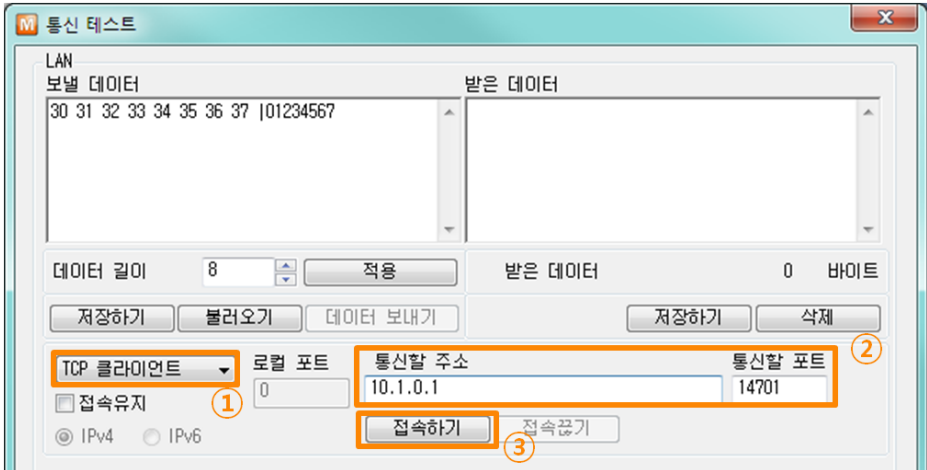 M 통신 테스트
LAN
보낼 데이터
받은 데이터
30 31 32 33 34 35 36 37 |01234567
데이터 길이 8 적용
받은 데이터 0 바이트
저장하기 불러오기 데이터 보내기
저장하기 삭제
②
TCP 클라이언트
①
로컬 포트
0
통신할 주소
10.1.0.1
통신할 포트
14701
접속유지
IPv4 IPv6
접속하기 접속끊기
③